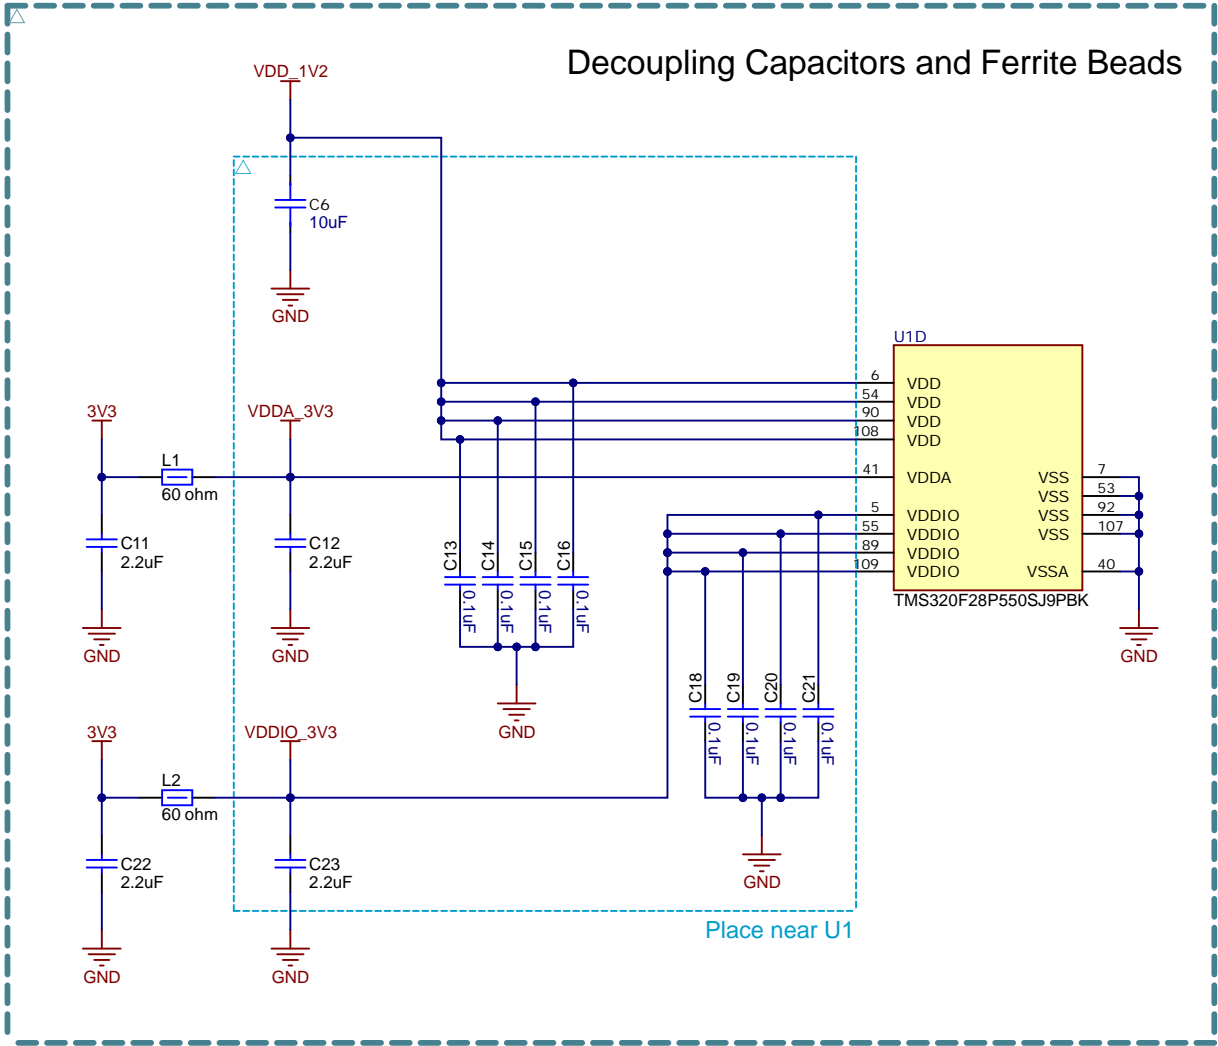 Decoupling Capacitors and Ferrite Beads
VDD_1V2
C6
10uF
GND
U1D
6 VDD
54 VDD
90 VDD
108 VDD
41 VDDA
5 VDDIO
55 VDDIO
89 VDDIO
109 VDDIO
VSS 7
VSS 53
VSS 92
VSS 107
VSSA 40
TMS320F28P550SJ9PBK
GND
3V3
VDDA_3V3
L1
60 ohm
C11
2.2uF
C12
2.2uF
GND
GND
C13
0.1uF
C14
0.1uF
C15
0.1uF
C16
0.1uF
GND
C18
0.1uF
C19
0.1uF
C20
0.1uF
C21
0.1uF
GND
3V3
VDDIO_3V3
L2
60 ohm
C22
2.2uF
C23
2.2uF
GND
GND
Place near U1